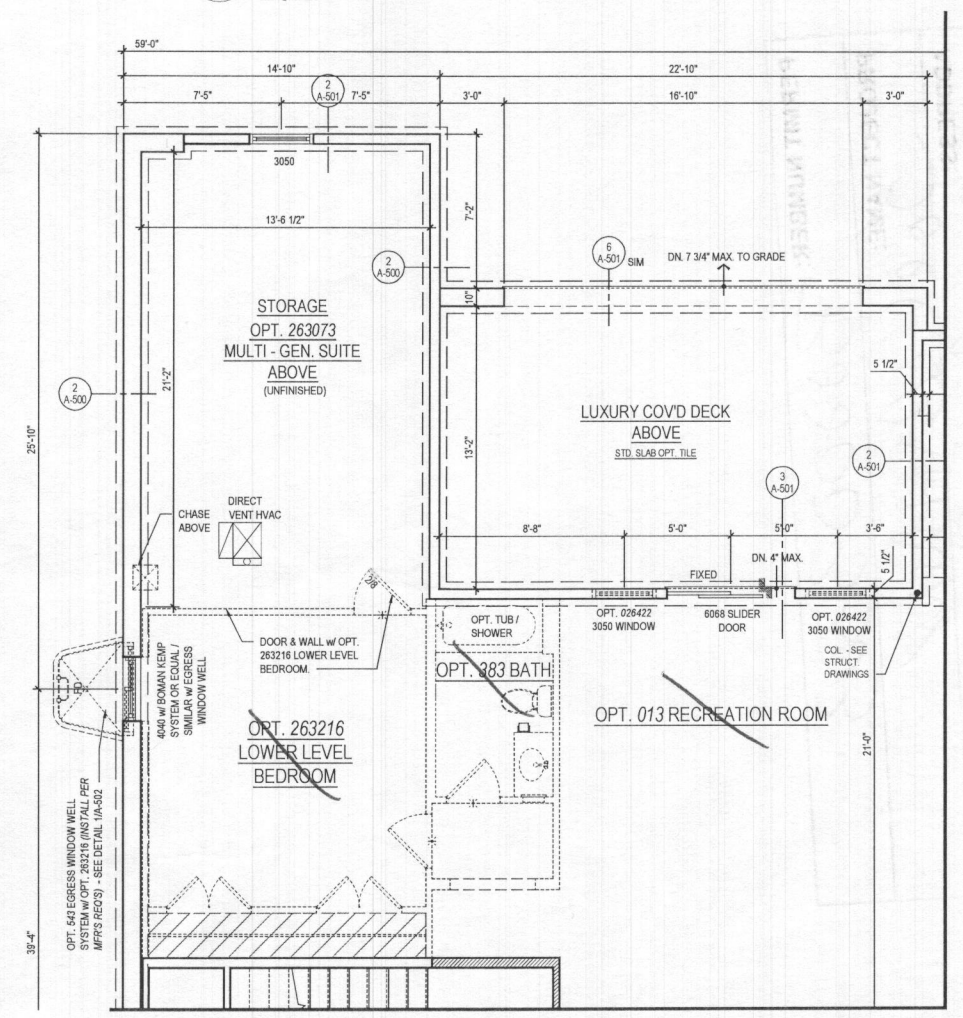 59'-0"
14'-10"
22'-10"
7'-5"
2
A-501
7'-5"
3'-0"
16'-10"
3'-0"
PERMIT NUMBER:
PROJECT NAME:
ADDRESS
3050
13'-6 1/2"
7'-2"
2
A-500
6
A-501
SIM
DN. 7 3/4" MAX. TO GRADE
10"
STORAGE
OPT. 263073
MULTI - GEN. SUITE
ABOVE
(UNFINISHED)
21'-2"
2
A-500
25'-10"
5 1/2"
LUXURY COV'D DECK
ABOVE
STD. SLAB OPT. TILE
13'-2"
2
A-501
3
A-501
CHASE
ABOVE
DIRECT
VENT HVAC
8'-8"
5'-0"
5'-0"
3'-6"
DN. 4" MAX.
5 1/2"
FIXED
2/8
OPT. 026422
3050 WINDOW
6068 SLIDER
DOOR
OPT. 026422
3050 WINDOW
OPT. TUB /
SHOWER
DOOR & WALL w/ OPT.
263216 LOWER LEVEL
BEDROOM.
COL - SEE
STRUCT.
DRAWINGS
OPT. 383 BATH
OPT. 013 RECREATION ROOM
RD
4040 w/ BOMAN KEMP
SYSTEM OR EQUAL /
SIMILAR w/ EGRESS
WINDOW WELL
OPT. 263216
LOWER LEVEL
BEDROOM
21'-0"
OPT. 543 EGRESS WINDOW WELL
SYSTEM w/ OPT. 263216 (INSTALL PER
MFR'S REQ'S) - SEE DETAIL 1/A-502
39'-4"